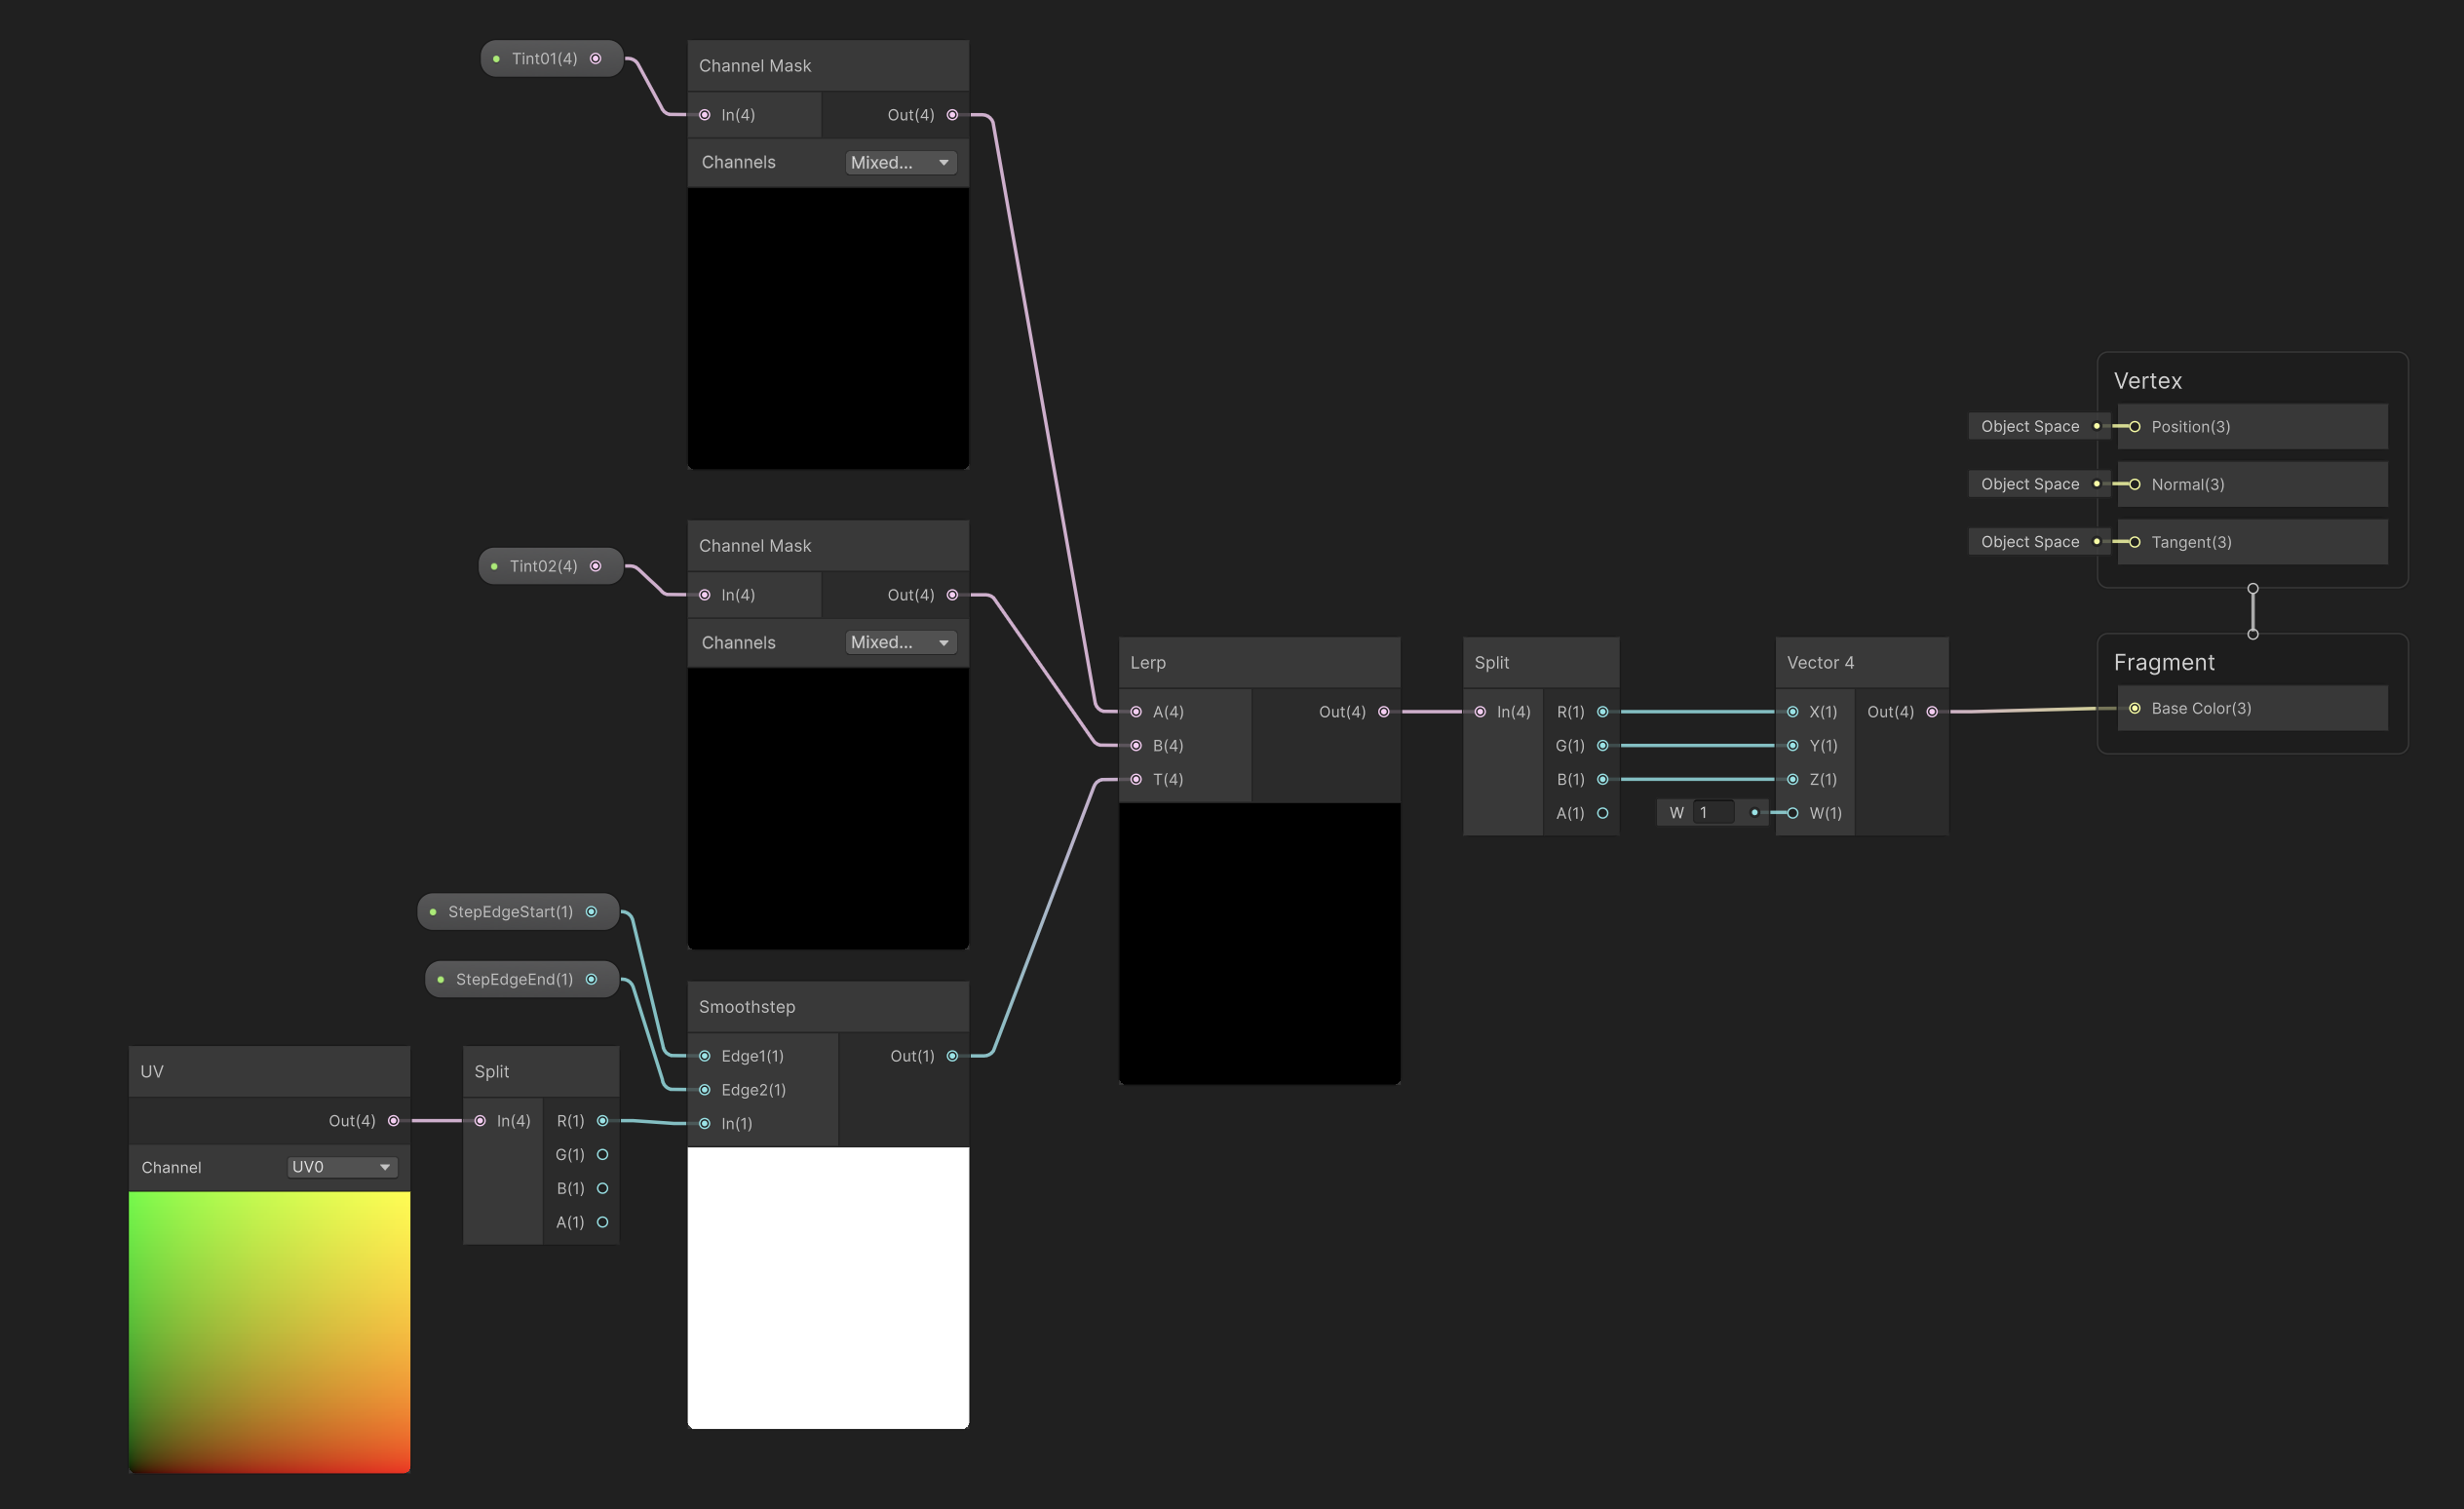 Tint01(4)
Channel Mask
In(4)
Out(4)
Channels
Mixed...
Tint02(4)
Channel Mask
In(4)
Out(4)
Channels
Mixed...
StepEdgeStart(1)
StepEdgeEnd(1)
Smoothstep
Edge1(1)
Out(1)
Edge2(1)
In(1)
UV
Out(4)
Channel
UV0
Split
In(4)
R(1)
G(1)
B(1)
A(1)
Lerp
A(4)
Out(4)
B(4)
T(4)
Split
In(4)
R(1)
G(1)
B(1)
A(1)
W
1
Vector 4
X(1)
Out(4)
Y(1)
Z(1)
W(1)
Vertex
Object Space
Position(3)
Object Space
Normal(3)
Object Space
Tangent(3)
Fragment
Base Color(3)